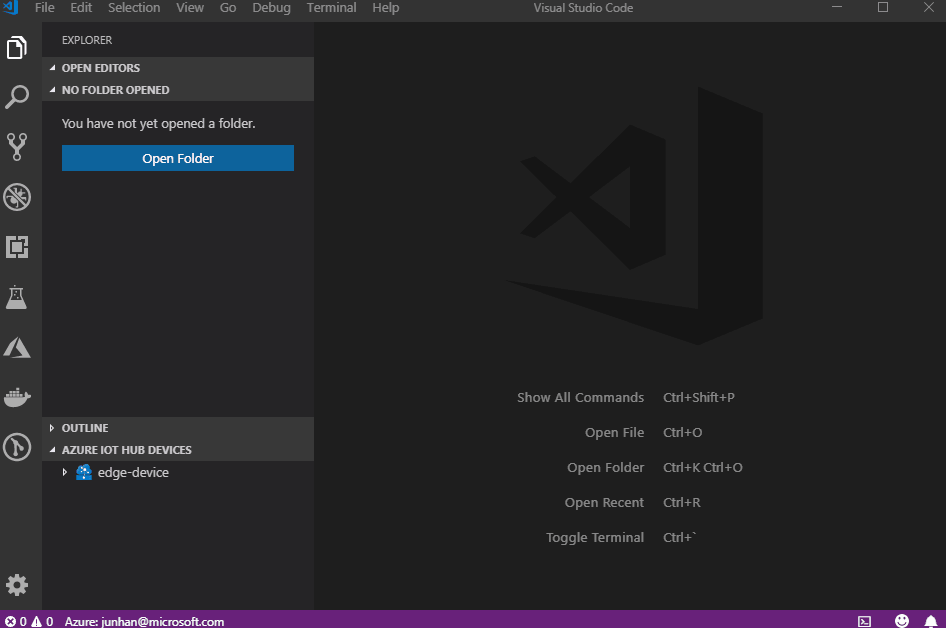 File Edit Selection View Go Debug Terminal Help Visual Studio Code
EXPLORER
OPEN EDITORS
NO FOLDER OPENED
You have not yet opened a folder.
Open Folder
OUTLINE
AZURE IOT HUB DEVICES
edge-device
Show All Commands Ctrl+Shift+P
Open File Ctrl+O
Open Folder Ctrl+K Ctrl+O
Open Recent Ctrl+R
Toggle Terminal Ctrl+`
0 0 Azure: junhan@microsoft.com